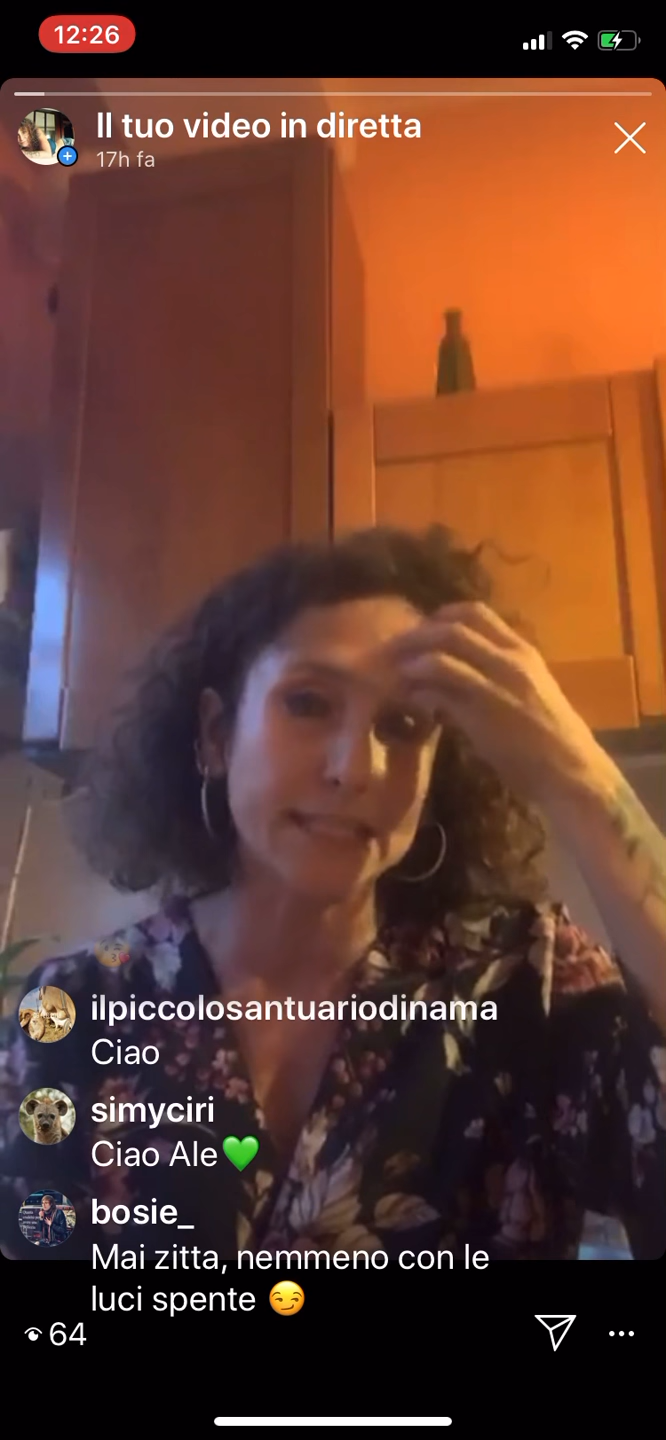 12:26
Il tuo video in diretta
17h fa
ilpiccolosantuariodinama
Ciao
simyciri
Ciao Ale💚
bosie_
Mai zitta, nemmeno con le
luci spente 😏
64